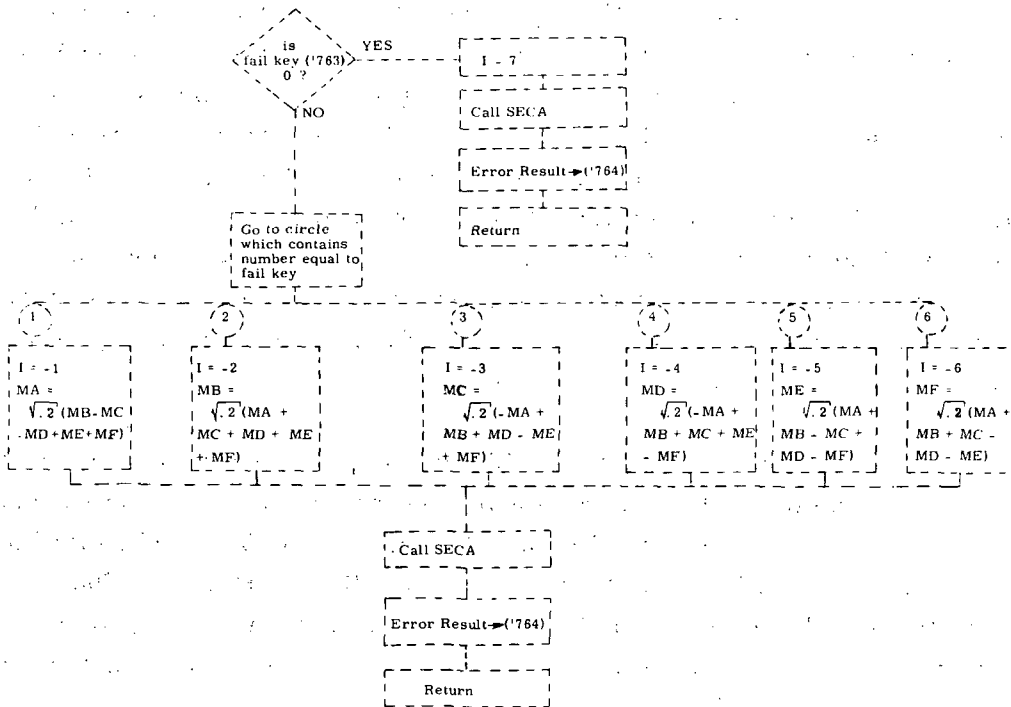 is
fail key ('763)
0 ?
YES
NO
I - 7
Call SECA
Error Result→('764)
Return
Go to circle
which contains
number equal to
fail key
1
2
3
4
5
6
I = -1
MA =
√.2 (MB-MC
-MD+ME+MF)
I = -2
MB =
√.2 (MA +
MC + MD + ME
+ MF)
I = -3
MC =
√.2 (-MA +
MB + MD - ME
+ MF)
I = -4
MD =
√.2 (-MA +
MB + MC + ME
- MF)
I = -5
ME =
√.2 (MA +
MB - MC +
MD - MF)
I = -6
MF =
√.2 (MA +
MB + MC -
MD - ME)
Call SECA
Error Result→('764)
Return